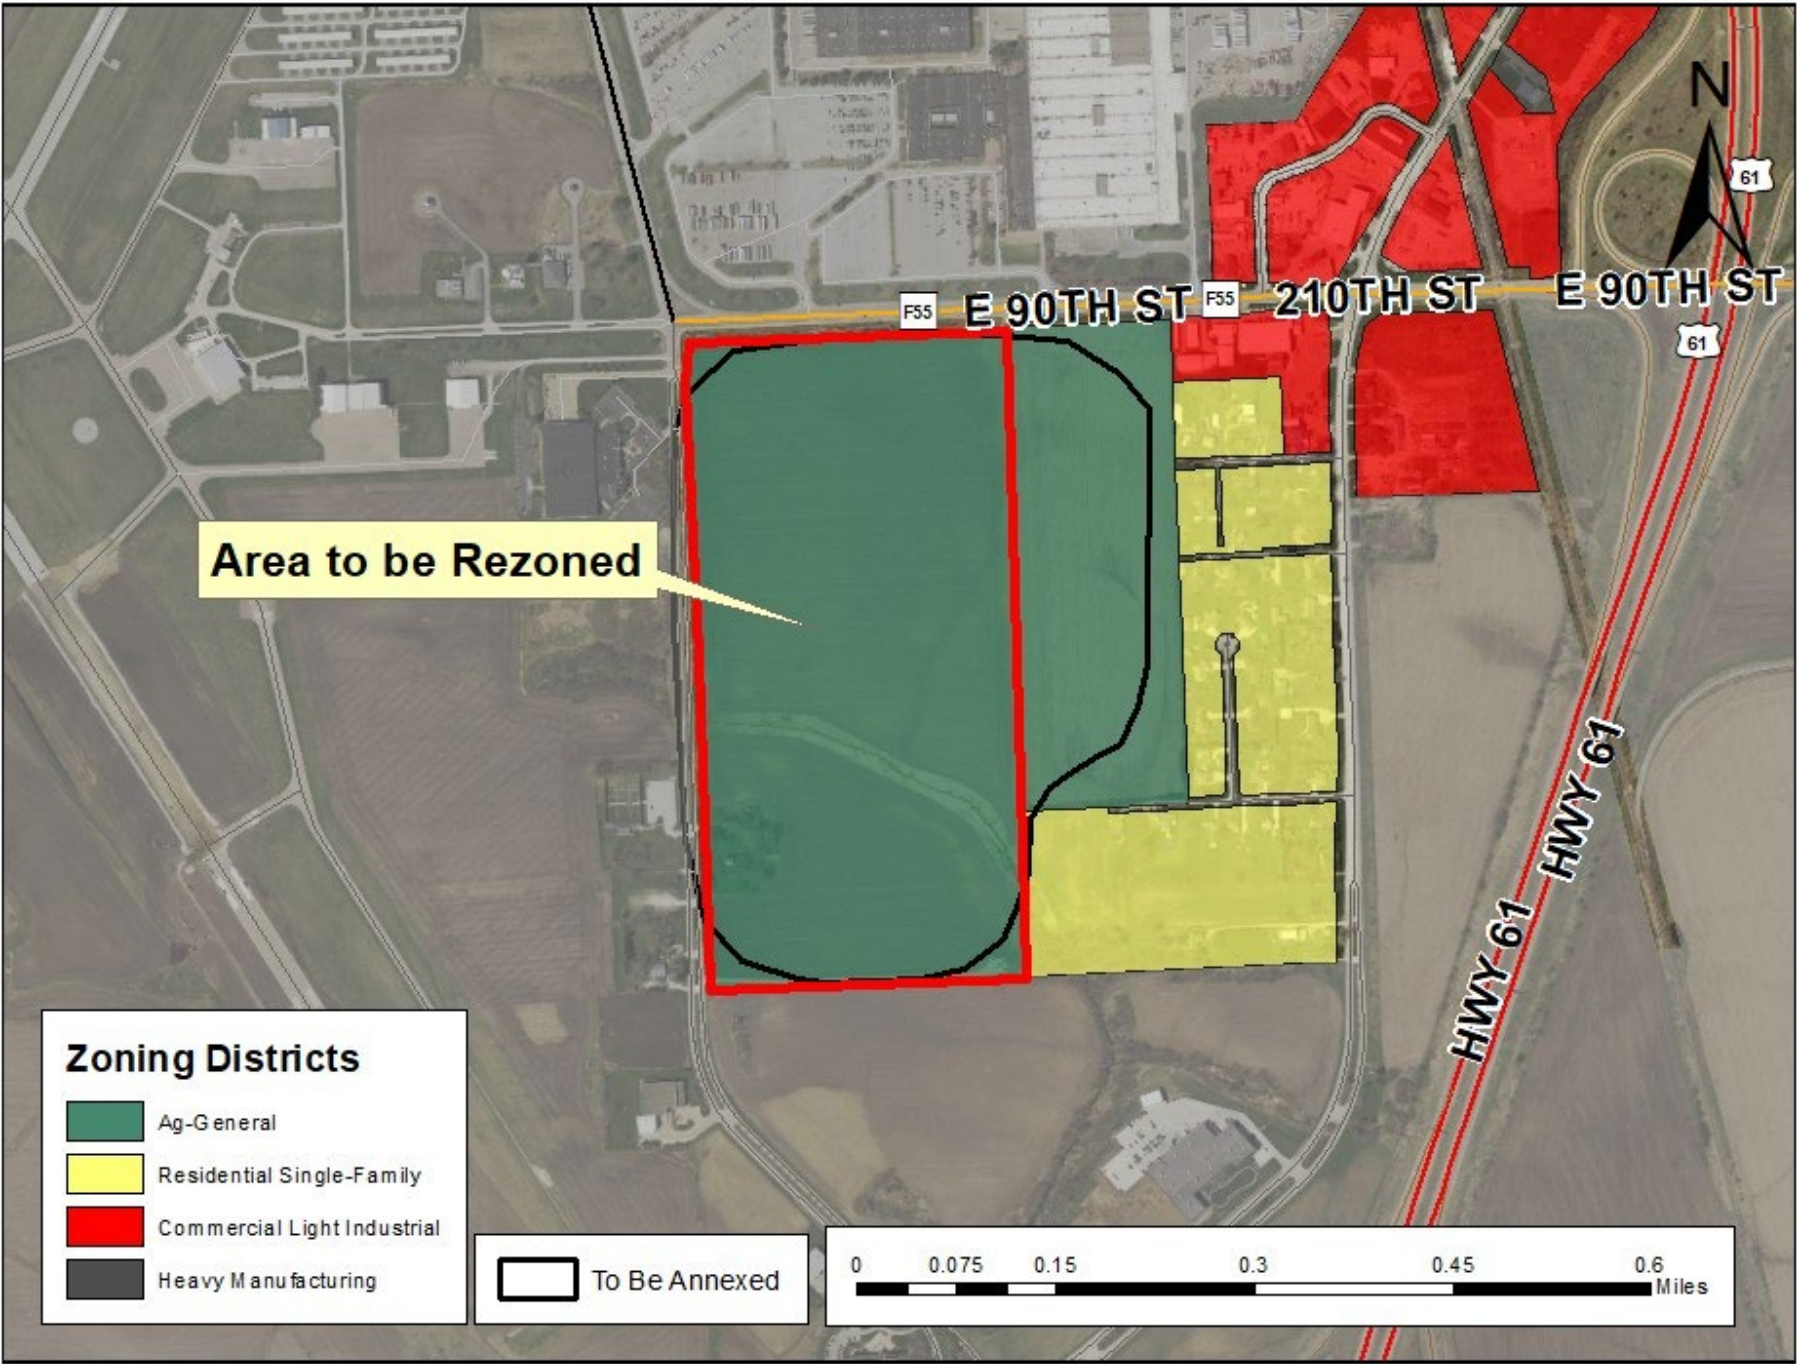 N
61
F55
E 90TH ST
F55
210TH ST
E 90TH ST
61
Area to be Rezoned
HWY 61
HWY 61
Zoning Districts
Ag-General
Residential Single-Family
Commercial Light Industrial
Heavy Manufacturing
To Be Annexed
0 0.075 0.15 0.3 0.45 0.6
Miles